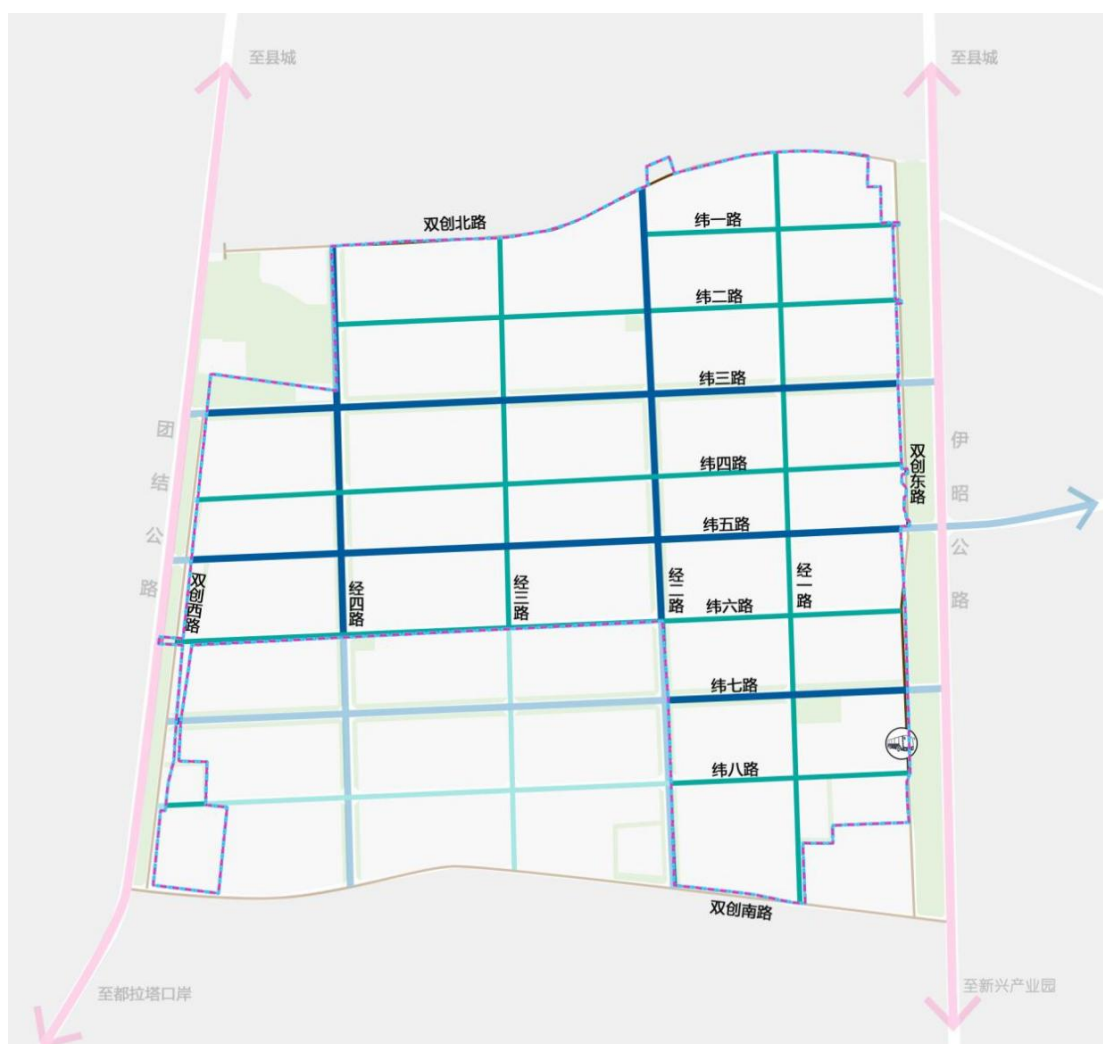 至县城
至县城
双创北路
纬一路
纬二路
纬三路
团结公路
纬四路
双创东路
伊昭公路
纬五路
双创西路
经四路
经三路
经二路
经一路
纬六路
纬七路
纬八路
双创南路
至都拉塔口岸
至新兴产业园